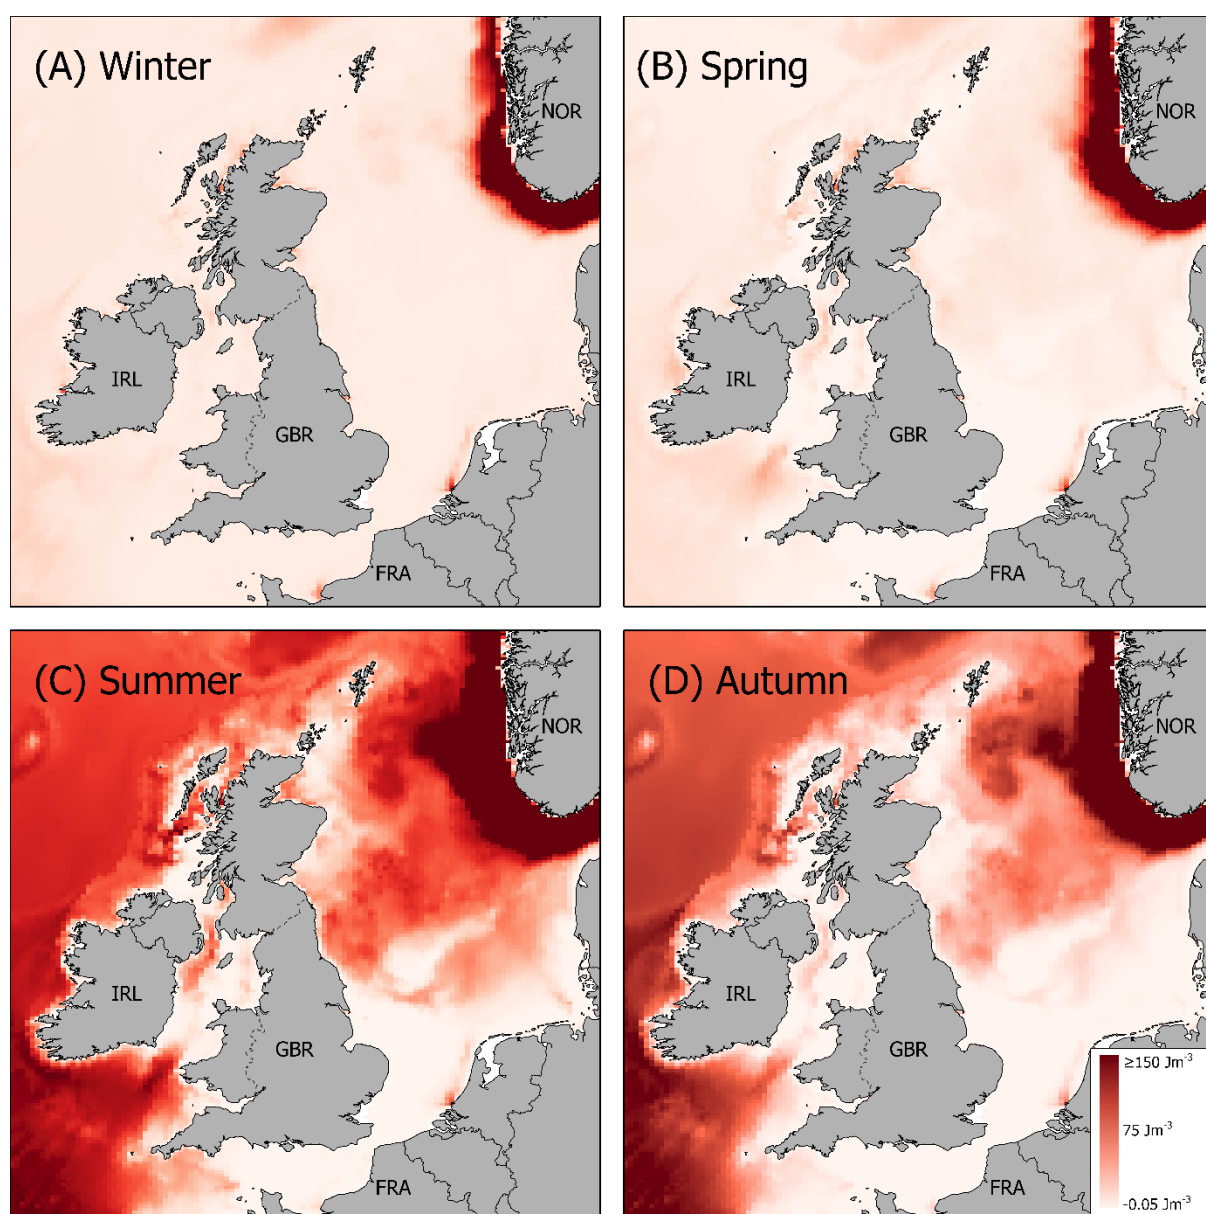 (A) Winter
NOR
IRL
GBR
FRA
(B) Spring
NOR
IRL
GBR
FRA
(C) Summer
NOR
IRL
GBR
FRA
(D) Autumn
NOR
IRL
GBR
FRA
≥150 Jm⁻³
75 Jm⁻³
-0.05 Jm⁻³